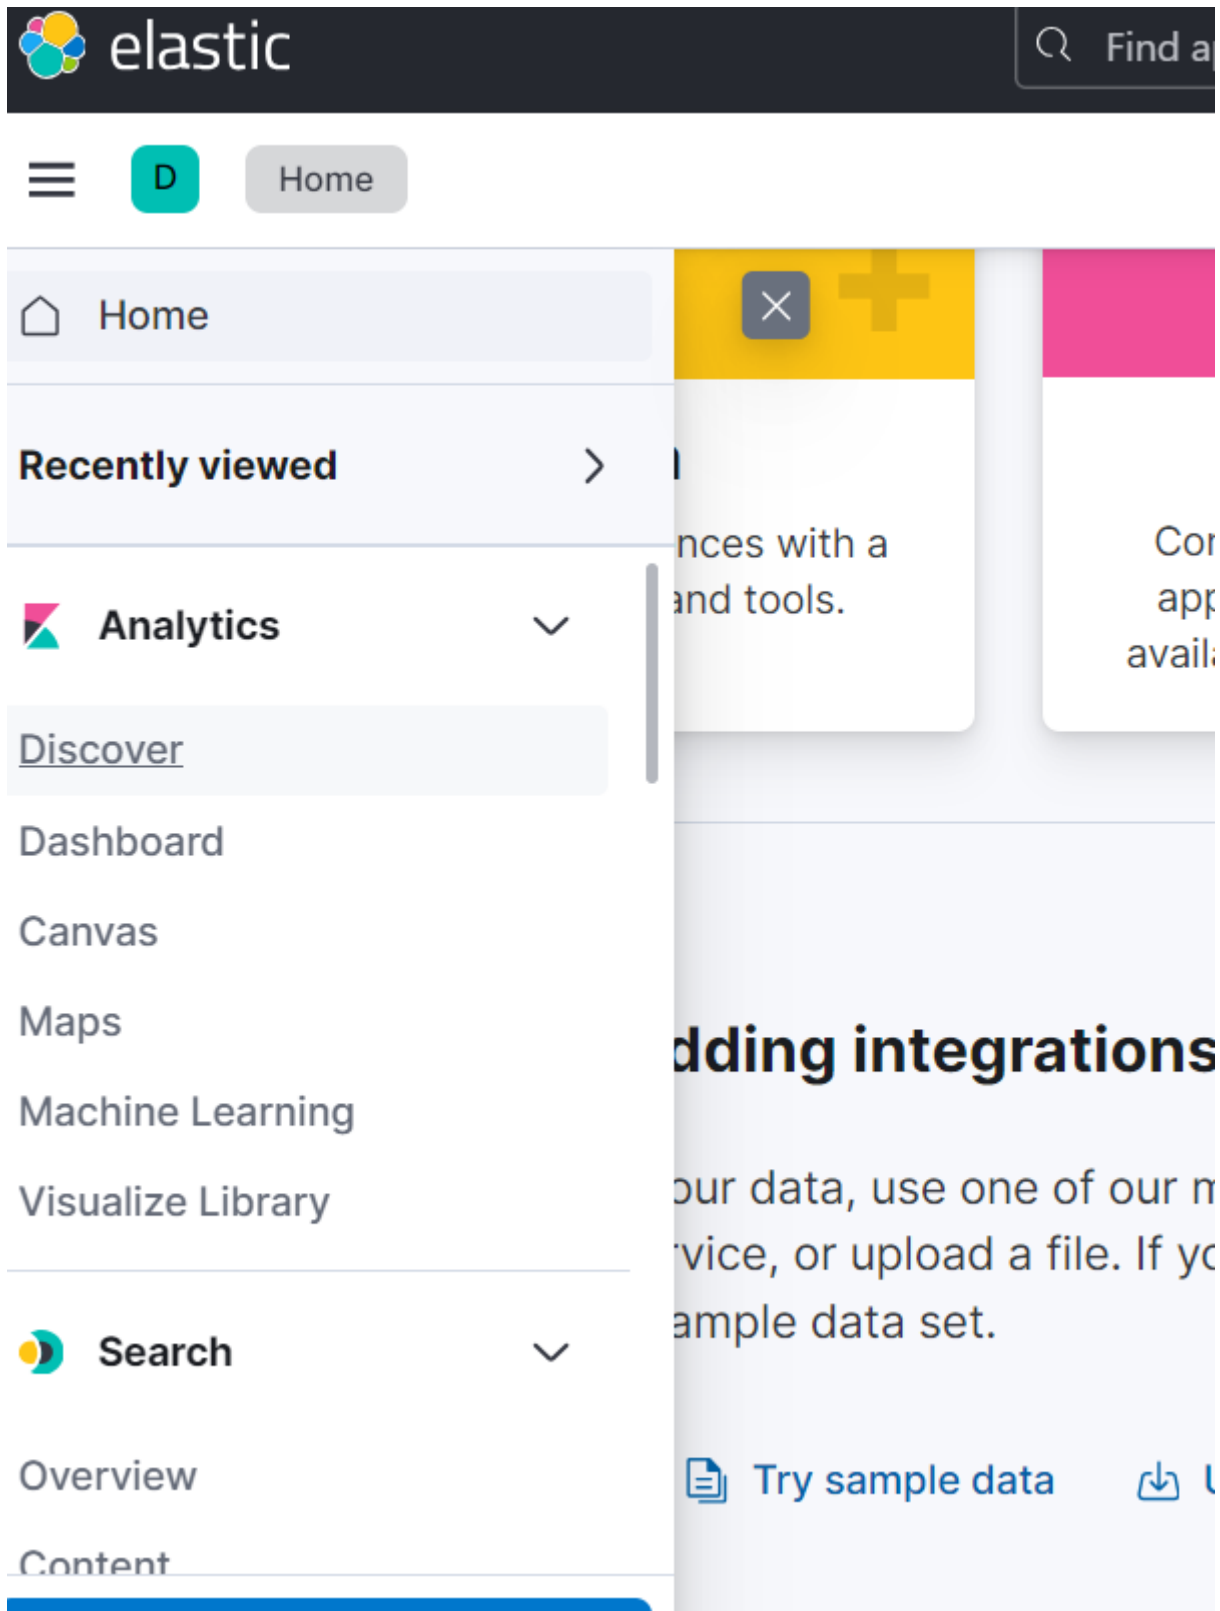 elastic
Find
D
Home
Home
Recently viewed
nces with a
and tools.
Analytics
Discover
Dashboard
Canvas
Maps
Machine Learning
Visualize Library
dding integrations
our data, use one of our
rvice, or upload a file. If
ample data set.
Search
Overview
Try sample data
Content